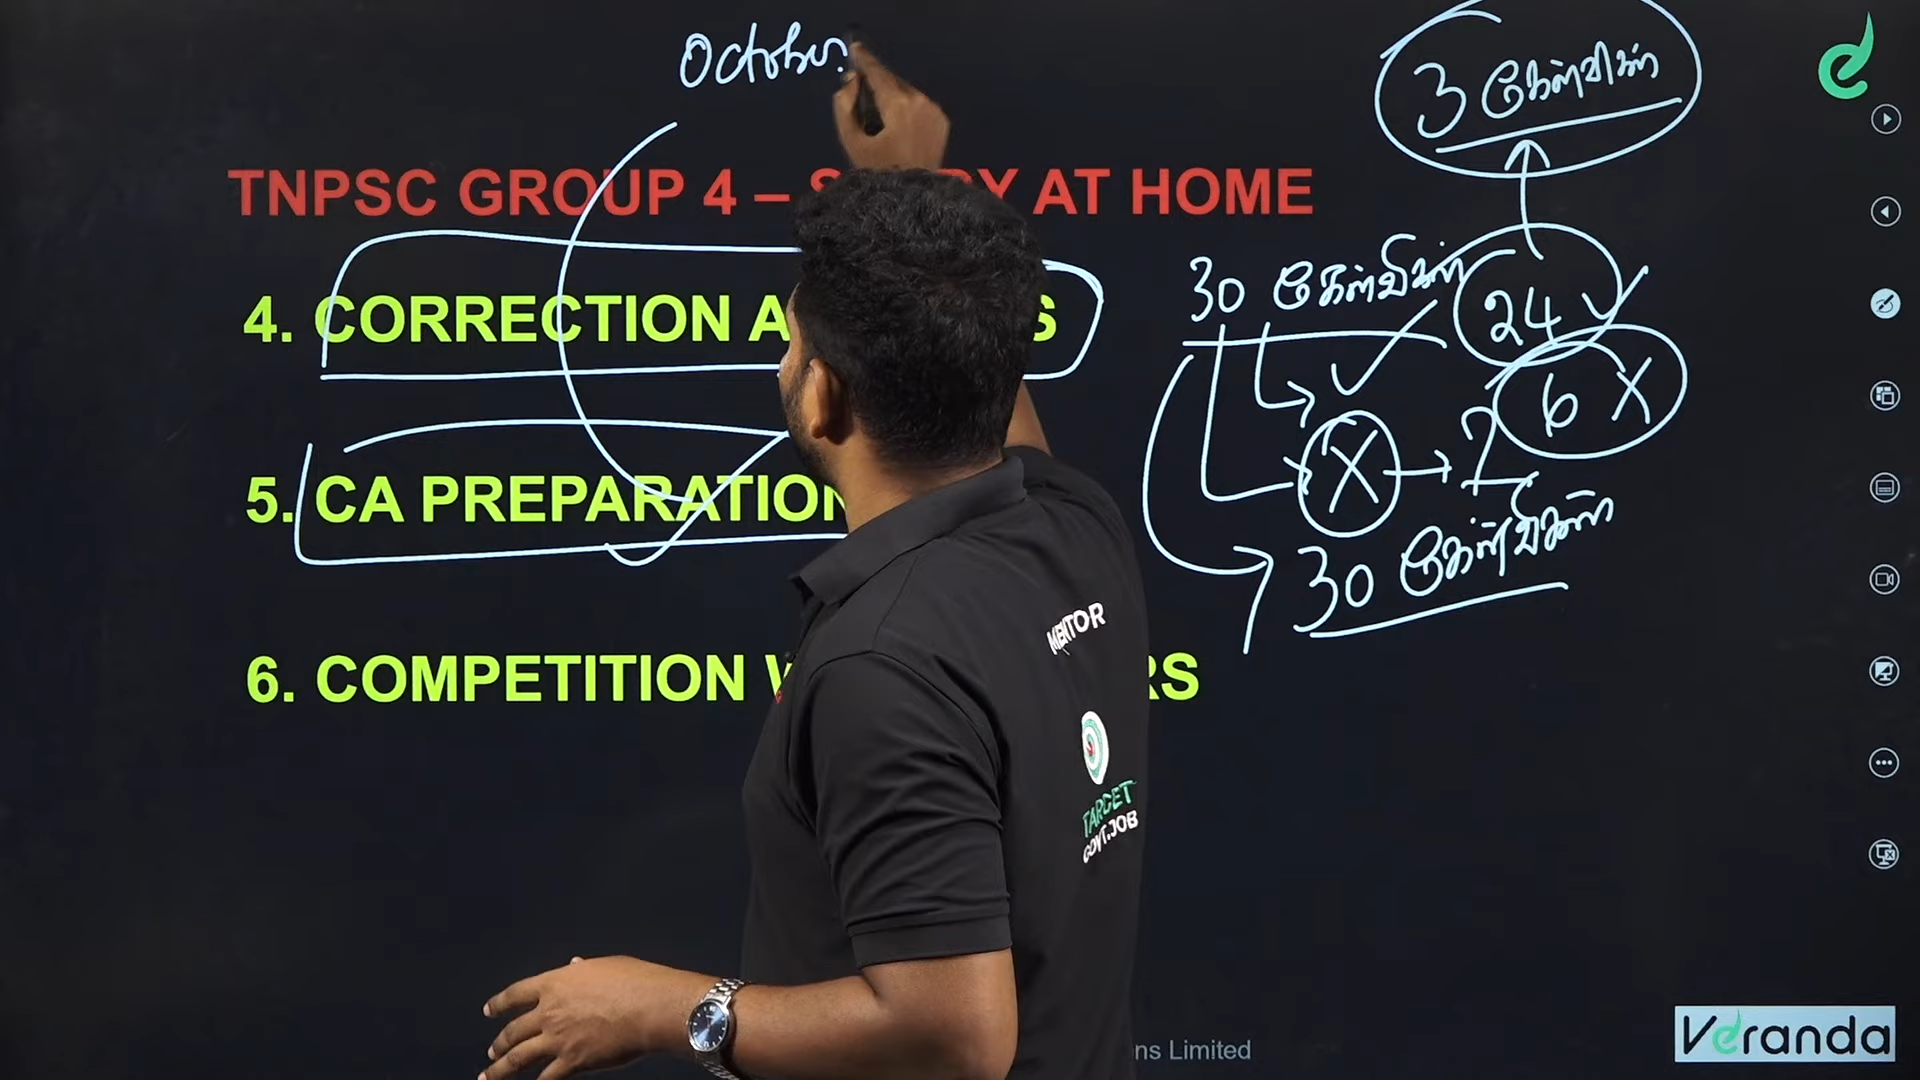 October
3 கேள்விகள்
TNPSC GROUP 4 – AT HOME
30 கேள்விகள்
24 ✓
4. CORRECTION
6 X
X → 2
5. CA PREPARATION
30 கேள்விகள்
MENTOR
6. COMPETITION
TARGET
GOVT.JOB
ns Limited
Veranda